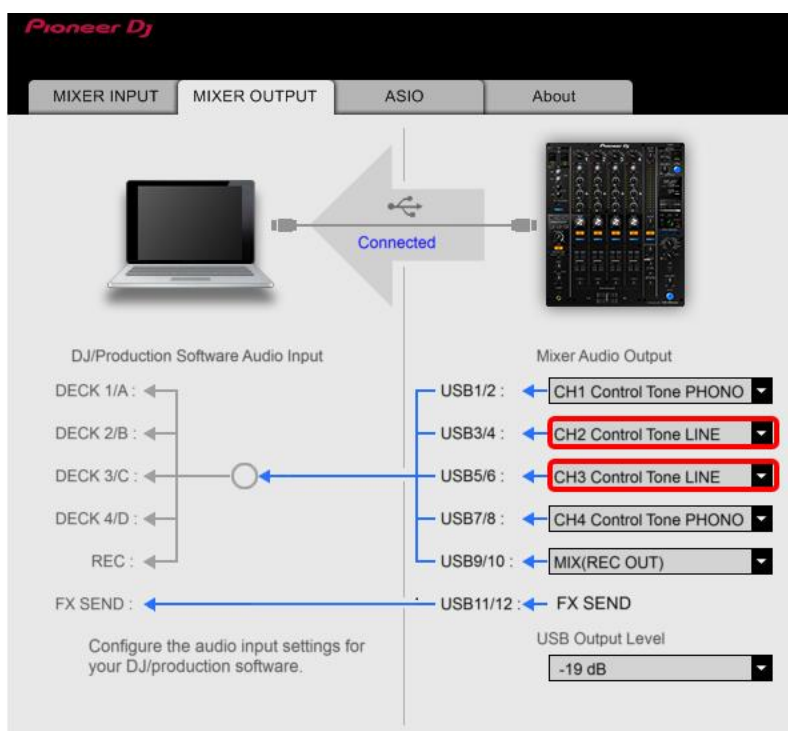 Pioneer Dj
MIXER INPUT
MIXER OUTPUT
ASIO
About
Connected
DJ/Production Software Audio Input
Mixer Audio Output
DECK 1/A :
USB1/2 :
CH1 Control Tone PHONO
DECK 2/B :
USB3/4 :
CH2 Control Tone LINE
DECK 3/C :
USB5/6 :
CH3 Control Tone LINE
DECK 4/D :
USB7/8 :
CH4 Control Tone PHONO
REC :
USB9/10 :
MIX(REC OUT)
FX SEND :
USB11/12 :
FX SEND
Configure the audio input settings for
your DJ/production software.
USB Output Level
-19 dB